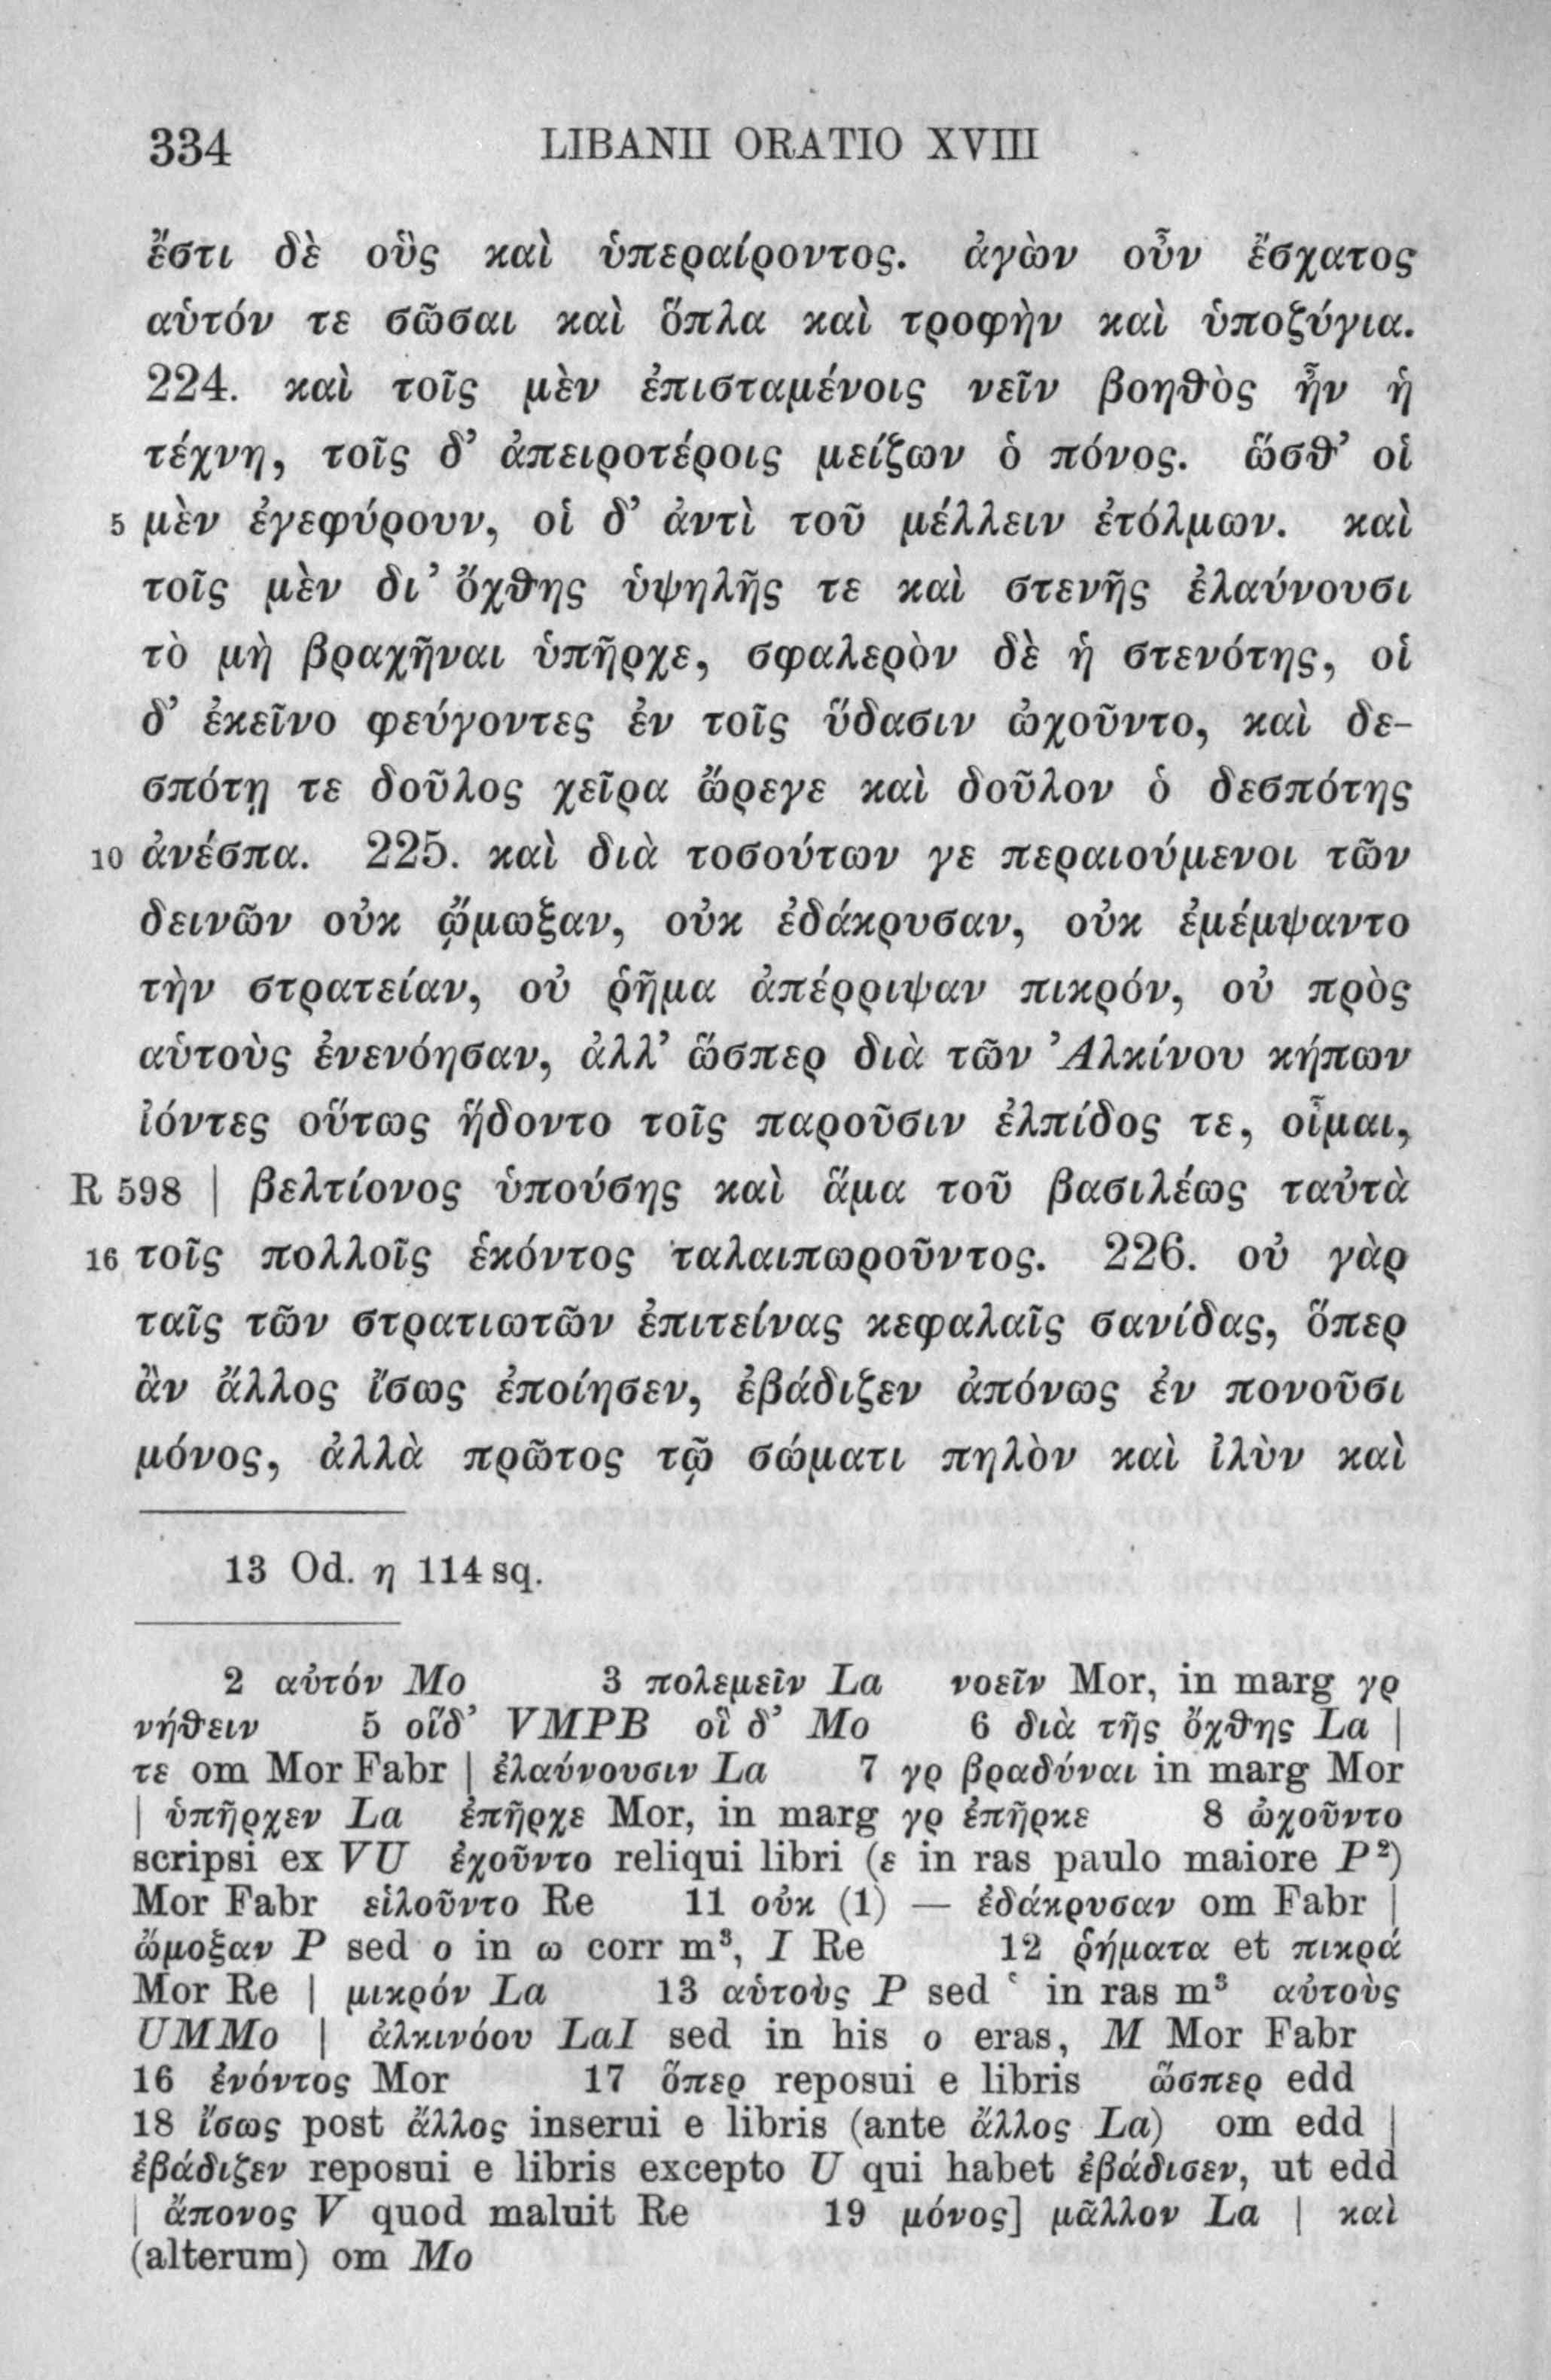 334 LIBANII ORATIO XVIII
ἔστι δὲ οὓς καὶ ὑπεραίροντος. ἀγὼν οὖν ἔσχατος
αὑτόν τε σῶσαι καὶ ὅπλα καὶ τροφὴν καὶ ὑποζύγια.
224. καὶ τοῖς μὲν ἐπισταμένοις νεῖν βοηθὸς ἦν ἡ
τέχνη, τοῖς δ’ ἀπειροτέροις μείζων ὁ πόνος. ὥσθ’ οἱ
5 μὲν ἐγεφύρουν, οἱ δ’ ἀντὶ τοῦ μέλλειν ἐτόλμων. καὶ
τοῖς μὲν δι’ ὄχθης ὑψηλῆς τε καὶ στενῆς ἐλαύνουσι
τὸ μὴ βραχῆναι ὑπῆρχε, σφαλερὸν δὲ ἡ στενότης, οἱ
δ’ ἐκεῖνο φεύγοντες ἐν τοῖς ὕδασιν ὠχοῦντο, καὶ δε-
σπότῃ τε δοῦλος χεῖρα ὤρεγε καὶ δοῦλον ὁ δεσπότης
10 ἀνέσπα. 225. καὶ διὰ τοσούτων γε περαιούμενοι τῶν
δεινῶν οὐκ ᾤμωξαν, οὐκ ἐδάκρυσαν, οὐκ ἐμέμψαντο
τὴν στρατείαν, οὐ ῥῆμα ἀπέρριψαν πικρόν, οὐ πρὸς
αὑτοὺς ἐνενόησαν, ἀλλ’ ὥσπερ διὰ τῶν Ἀλκίνου κήπων
ἰόντες οὕτως ἥδοντο τοῖς παροῦσιν ἐλπίδος τε, οἶμαι,
R 598 | βελτίονος ὑπούσης καὶ ἅμα τοῦ βασιλέως ταὐτὰ
16 τοῖς πολλοῖς ἑκόντος ταλαιπωροῦντος. 226. οὐ γὰρ
ταῖς τῶν στρατιωτῶν ἐπιτείνας κεφαλαῖς σανίδας, ὅπερ
ἂν ἄλλος ἴσως ἐποίησεν, ἐβάδιζεν ἀπόνως ἐν πονοῦσι
μόνος, ἀλλὰ πρῶτος τῷ σώματι πηλὸν καὶ ἰλὺν καὶ
13 Od. η 114 sq.
2 αὐτόν Mo 3 πολεμεῖν La νοεῖν Mor, in marg γρ
νήθειν 5 οἵδ’ VMPB οἳ δ’ Mo 6 διὰ τῆς ὄχθης La |
τε om Mor Fabr | ἐλαύνουσιν La 7 γρ βραδύναι in marg Mor
| ὑπῆρχεν La ἐπῆρχε Mor, in marg γρ ἐπῆρκε 8 ὠχοῦντο
scripsi ex VU ἐχοῦντο reliqui libri (ε in ras paulo maiore P²)
Mor Fabr εἱλοῦντο Re 11 οὐκ (1) — ἐδάκρυσαν om Fabr |
ὤμοξαν P sed o in ω corr m³, I Re 12 ῥήματα et πικρά
Mor Re | μικρόν La 13 αὑτοὺς P sed ʽ in ras m³ αὐτοὺς
UMMo | ἀλκινόου LaI sed in his o eras, M Mor Fabr
16 ἐνόντος Mor 17 ὅπερ reposui e libris ὥσπερ edd
18 ἴσως post ἄλλος inserui e libris (ante ἄλλος La) om edd |
ἐβάδιζεν reposui e libris excepto U qui habet ἐβάδισεν, ut edd
| ἄπονος V quod maluit Re 19 μόνος] μᾶλλον La | καὶ
(alterum) om Mo